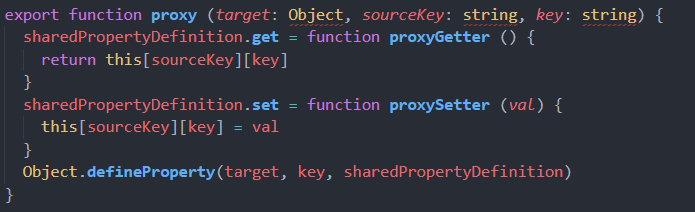 export function proxy (target: Object, sourceKey: string, key: string) {
  sharedPropertyDefinition.get = function proxyGetter () {
    return this[sourceKey][key]
  }
  sharedPropertyDefinition.set = function proxySetter (val) {
    this[sourceKey][key] = val
  }
  Object.defineProperty(target, key, sharedPropertyDefinition)
}